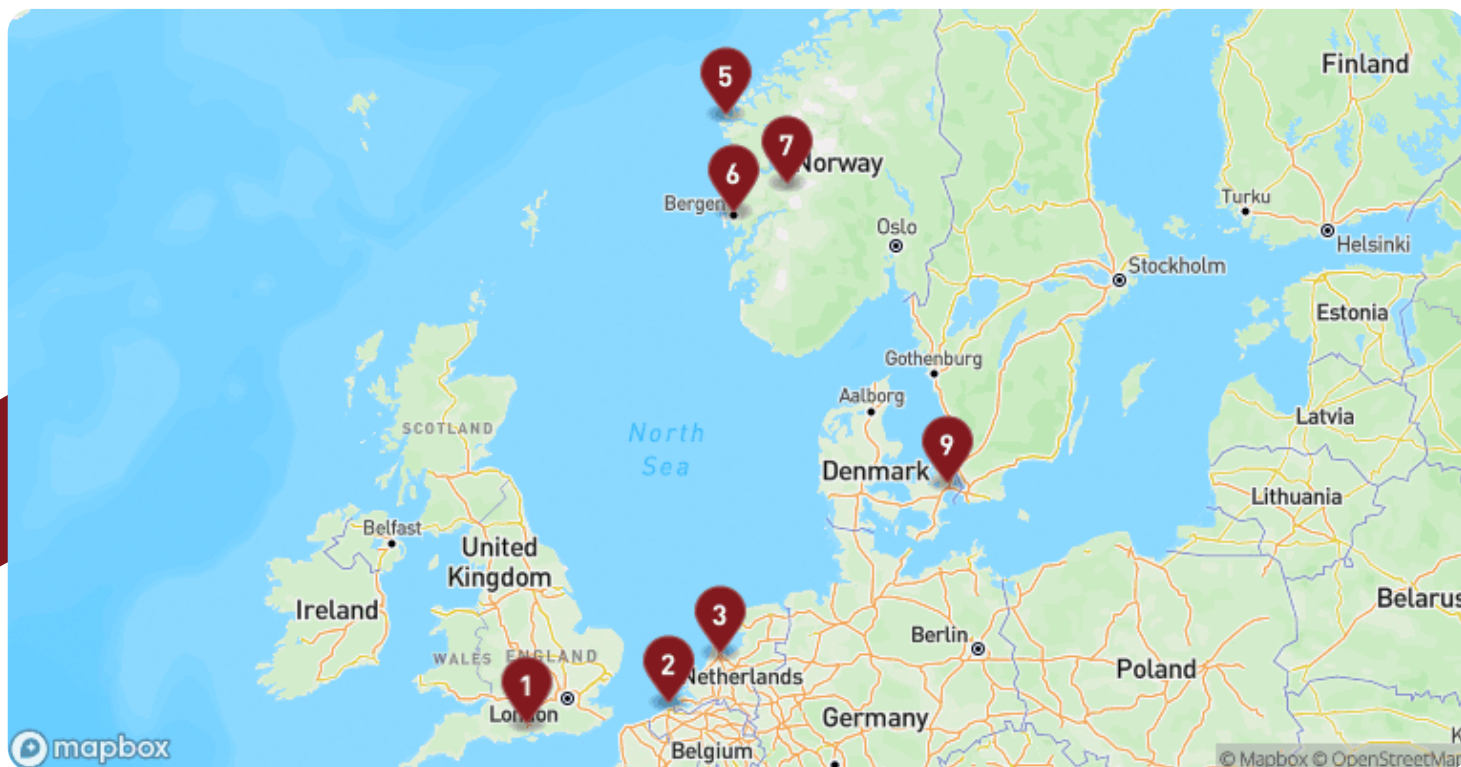 Finland
5
7
Norway
6
Bergen
Turku
Oslo
Helsinki
Stockholm
Estonia
Gothenburg
Aalborg
Latvia
SCOTLAND
North
Sea
9
Denmark
Lithuania
Belfast
United
Kingdom
Belarus
Ireland
3
Berlin
WALES
ENGLAND
2
Netherlands
Poland
1
London
Germany
Belgium
mapbox
© Mapbox © OpenStreetMap